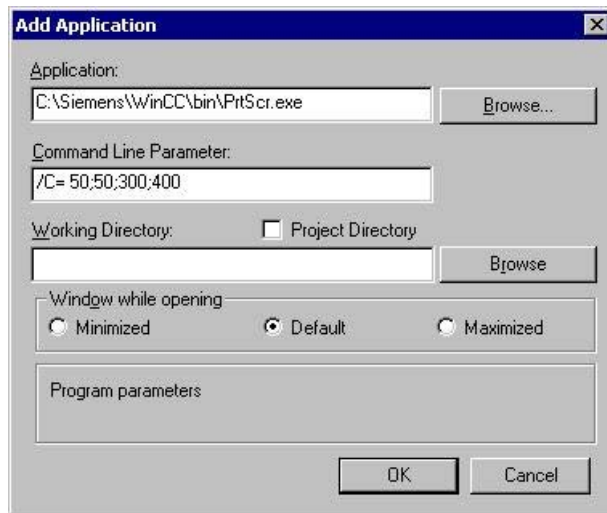 Add Application
Application:
C:\Siemens\WinCC\bin\PrtScr.exe
Browse...
Command Line Parameter:
/C= 50;50;300;400
Working Directory:
Project Directory
Browse
Window while opening
Minimized
Default
Maximized
Program parameters
OK
Cancel